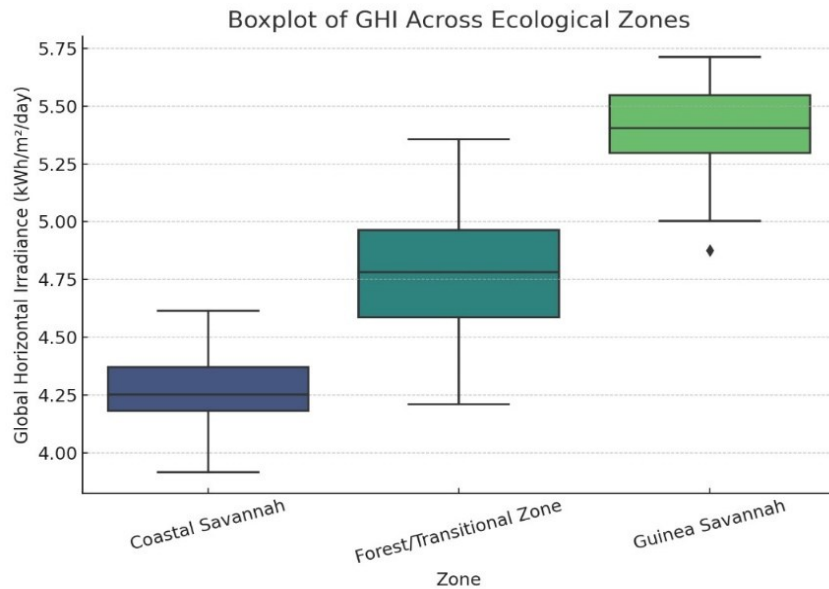 Boxplot of GHI Across Ecological Zones
Global Horizontal Irradiance (kWh/m²/day)
5.75
5.50
5.25
5.00
4.75
4.50
4.25
4.00
Coastal Savannah
Forest/Transitional Zone
Guinea Savannah
Zone